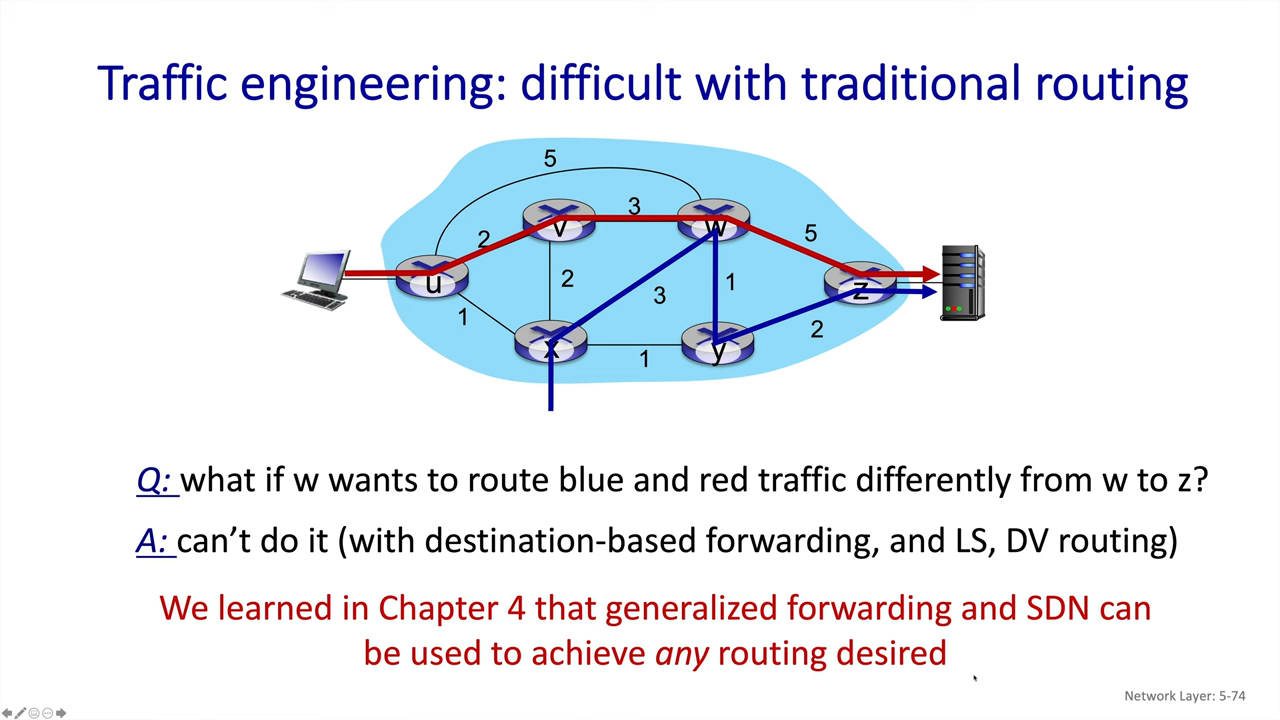 Traffic engineering: difficult with traditional routing
5
v
3
w
2
5
u
2
1
z
3
1
2
x
1
y
Q: what if w wants to route blue and red traffic differently from w to z?
A: can’t do it (with destination-based forwarding, and LS, DV routing)
We learned in Chapter 4 that generalized forwarding and SDN can
be used to achieve any routing desired
Network Layer: 5-74